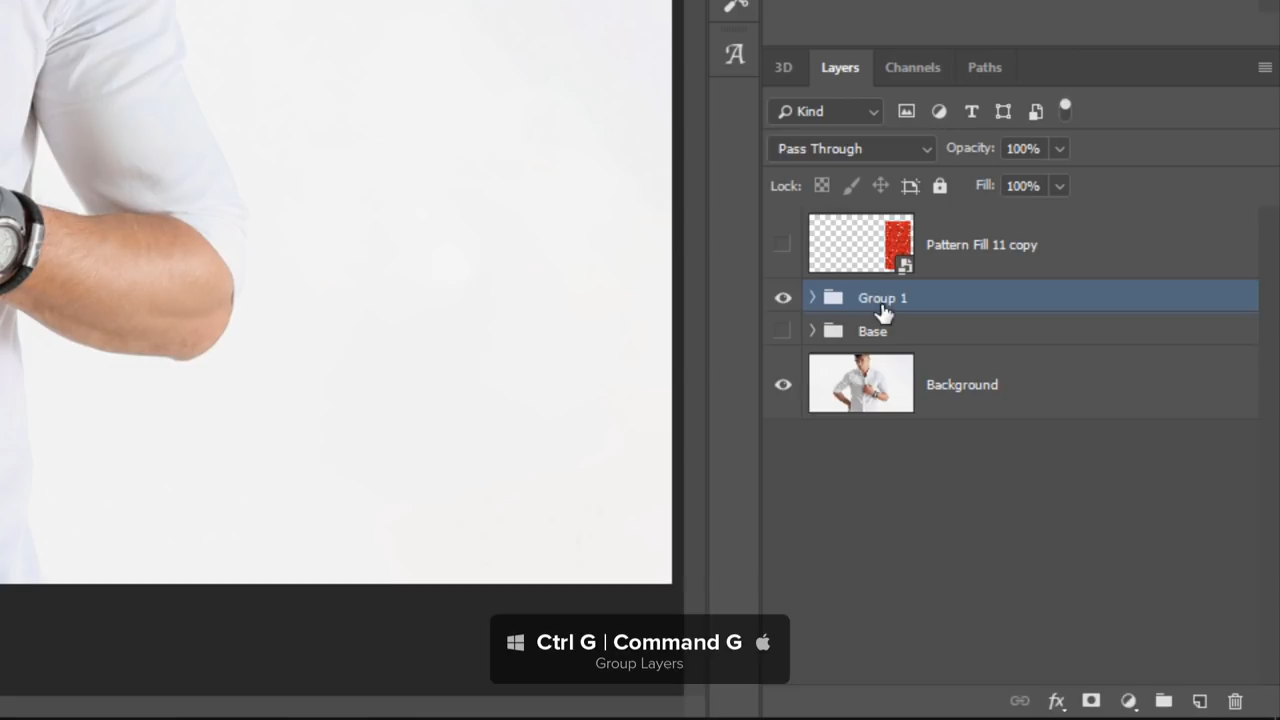 3D Layers Channels Paths
Kind
Pass Through Opacity: 100%
Lock: Fill: 100%
Pattern Fill 11 copy
Group 1
Base
Background
Ctrl G | Command G
Group Layers
fx